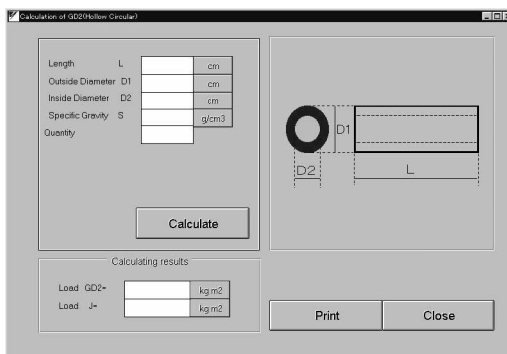 Calculation of GD2(Hollow Circular)
Length L cm
Outside Diameter D1 cm
Inside Diameter D2 cm
Specific Gravity S g/cm3
Quantity
Calculate
D1
D2
L
Calculating results
Load GD2= kg m2
Load J= kg m2
Print
Close